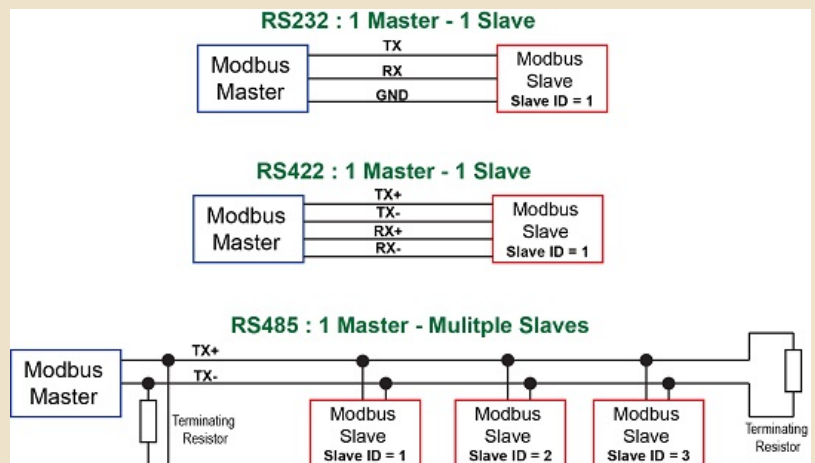 RS232 : 1 Master - 1 Slave
TX
RX
GND
Modbus
Master
Modbus
Slave
Slave ID = 1
RS422 : 1 Master - 1 Slave
TX+
TX-
RX+
RX-
Modbus
Master
Modbus
Slave
Slave ID = 1
RS485 : 1 Master - Mulitple Slaves
TX+
TX-
Modbus
Master
Terminating
Resistor
Modbus
Slave
Slave ID = 1
Modbus
Slave
Slave ID = 2
Modbus
Slave
Slave ID = 3
Terminating
Resistor